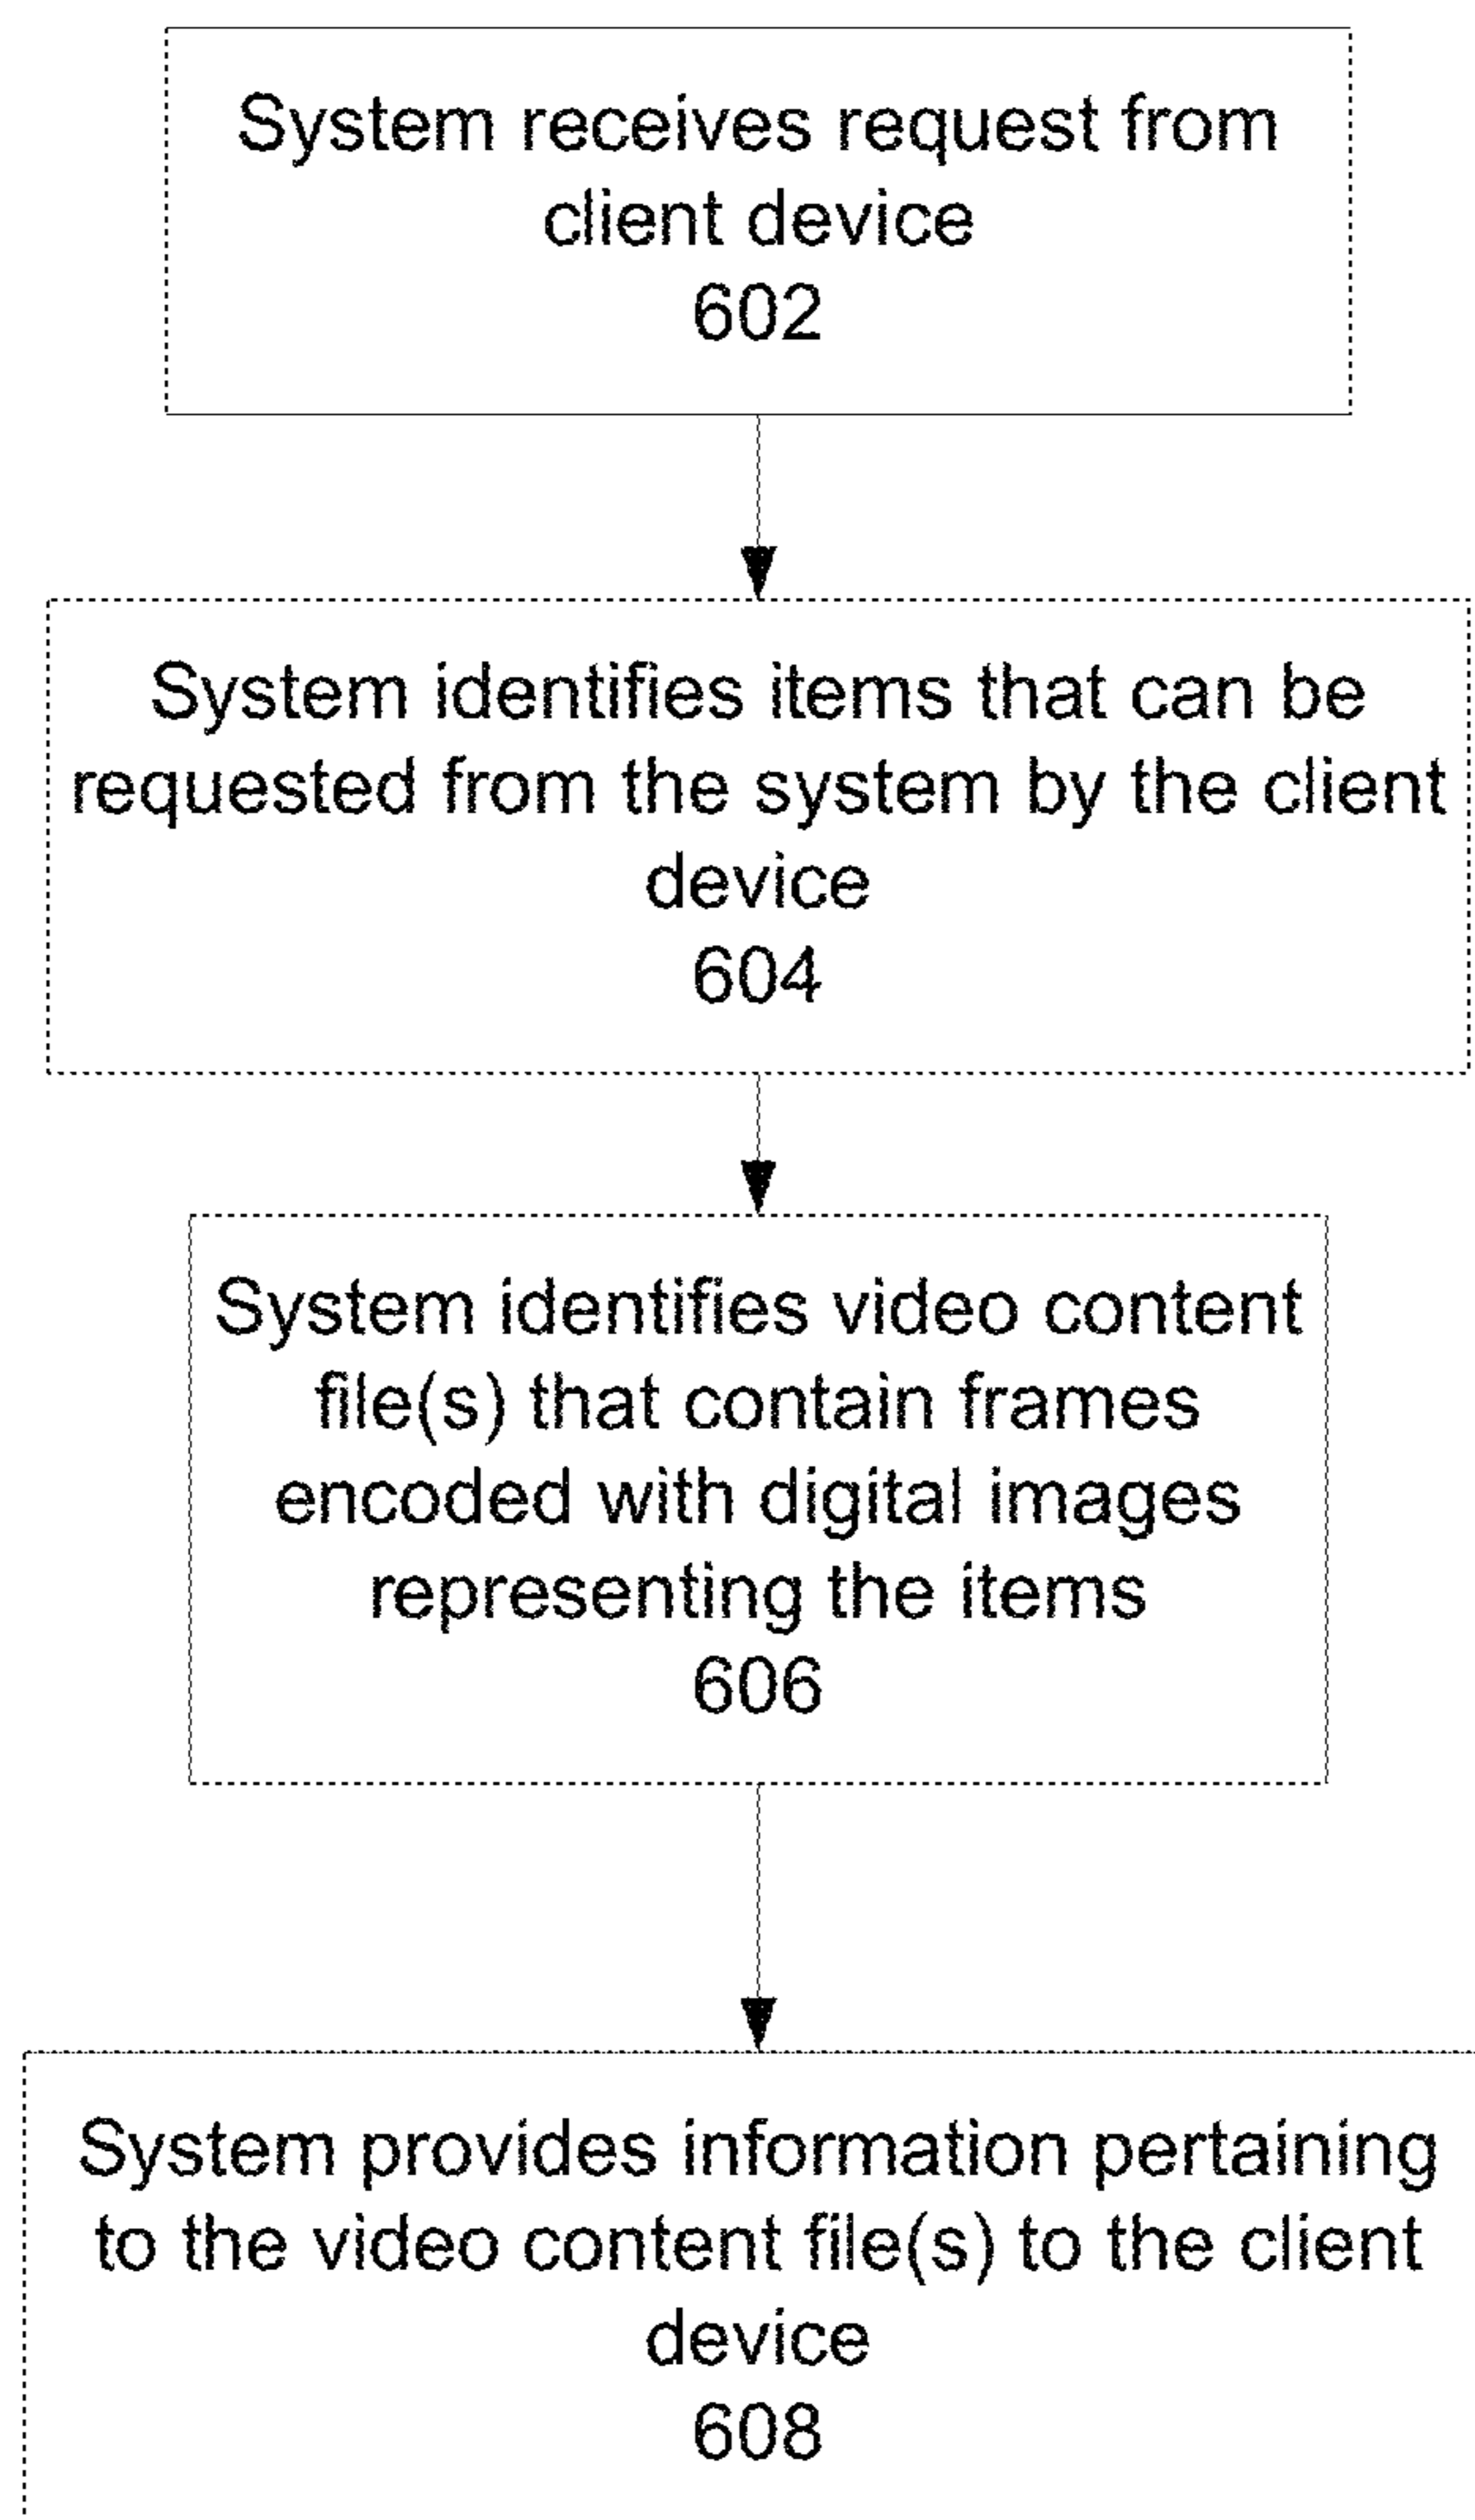 System receives request from
client device
602
System identifies items that can be
requested from the system by the client
device
604
System identifies video content
file(s) that contain frames
encoded with digital images
representing the items
606
System provides information pertaining
to the video content file(s) to the client
device
608